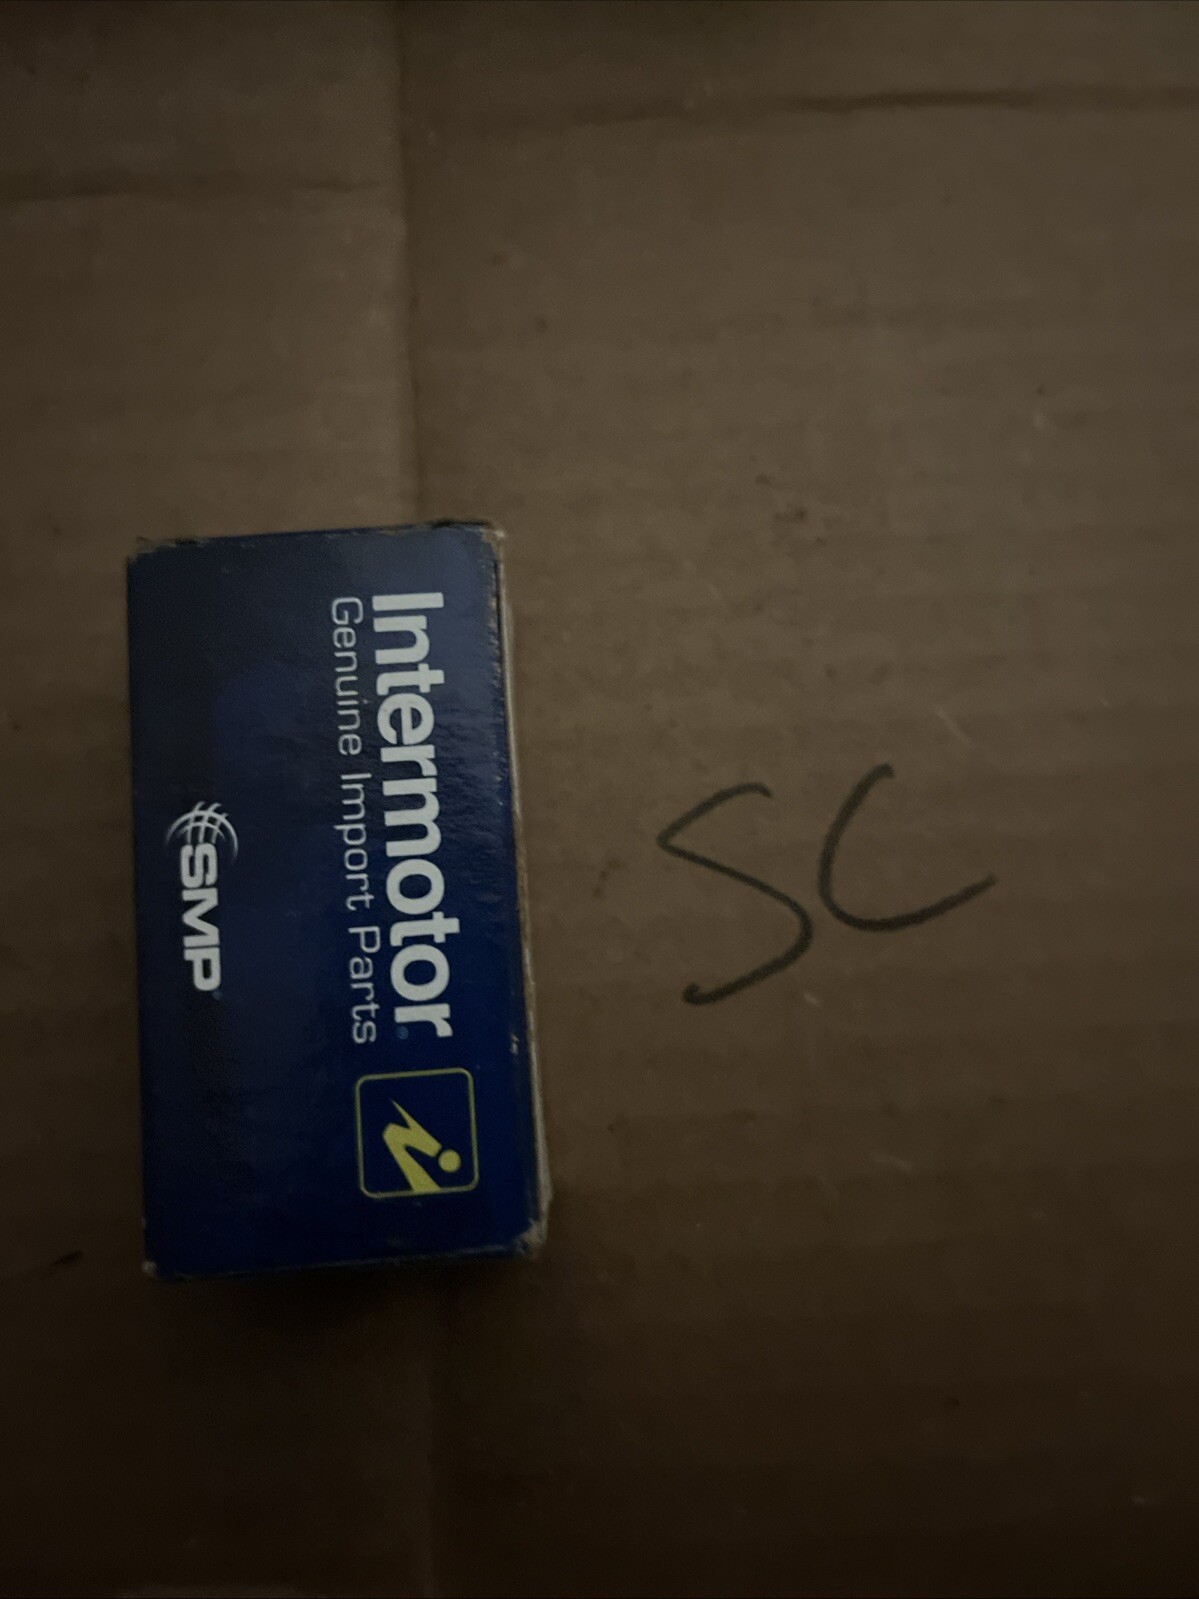 Intermotor®
Genuine Import Parts
SMP®
SC